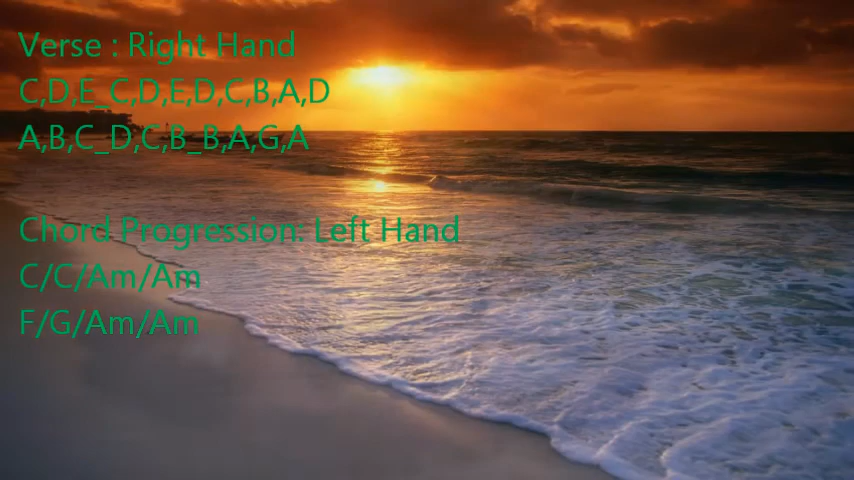 Verse : Right Hand
C,D,E_C,D,E,D,C,B,A,D
A,B,C_D,C,B_B,A,G,A
Chord Progression: Left Hand
C/C/Am/Am
F/G/Am/Am